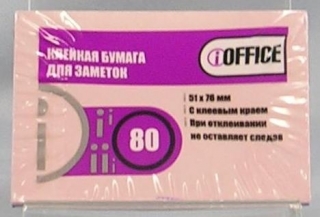 КЛЕЙКАЯ БУМАГА
ДЛЯ ЗАМЕТОК
iOFFICE
51 x 76 мм
С клеевым краем
При отклеивании
не оставляет следов
80